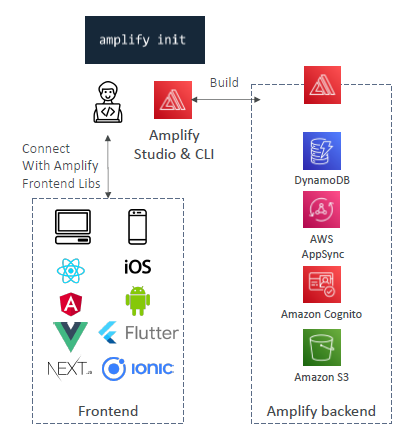 amplify init
Build
Amplify
Studio & CLI
Connect
With Amplify
Frontend Libs
DynamoDB
iOS
AWS
AppSync
Amazon Cognito
Flutter
NEXT.JS
ionic
Amazon S3
Frontend
Amplify backend